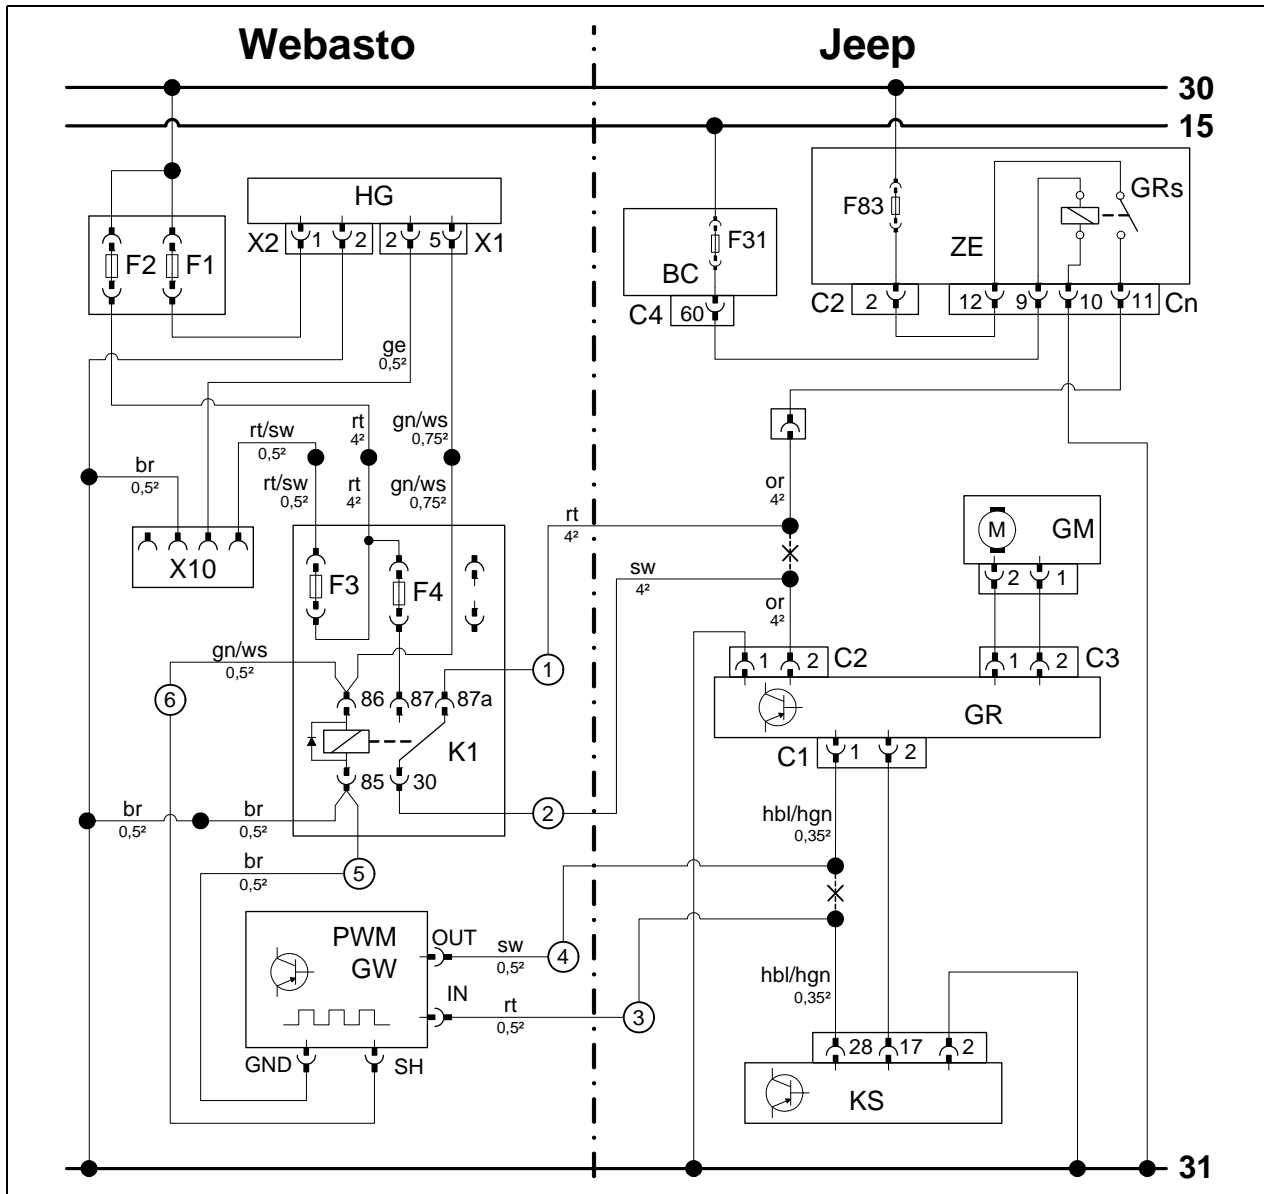 Webasto
Jeep
30
15
HG
X2 1 2 2 5 X1
F2 F1
F31
BC
C4 60
F83
GRs
ZE
C2 2 12 9 10 11 Cn
ge
0,5²
rt/sw
0,5²
rt
4²
gn/ws
0,75²
br
0,5²
rt/sw
0,5²
rt
4²
gn/ws
0,75²
or
4²
rt
4²
X10
F3 F4
M GM
2 1
sw
4²
or
4²
gn/ws
0,5²
1
6
86 87 87a
K1
85 30
1 2 C2
1 2 C3
GR
C1 1 2
br
0,5²
br
0,5²
2
hbl/hgn
0,35²
br
0,5²
5
PWM
GW
OUT
sw
0,5²
4
IN
rt
0,5²
3
hbl/hgn
0,35²
GND SH
28 17 2
KS
31